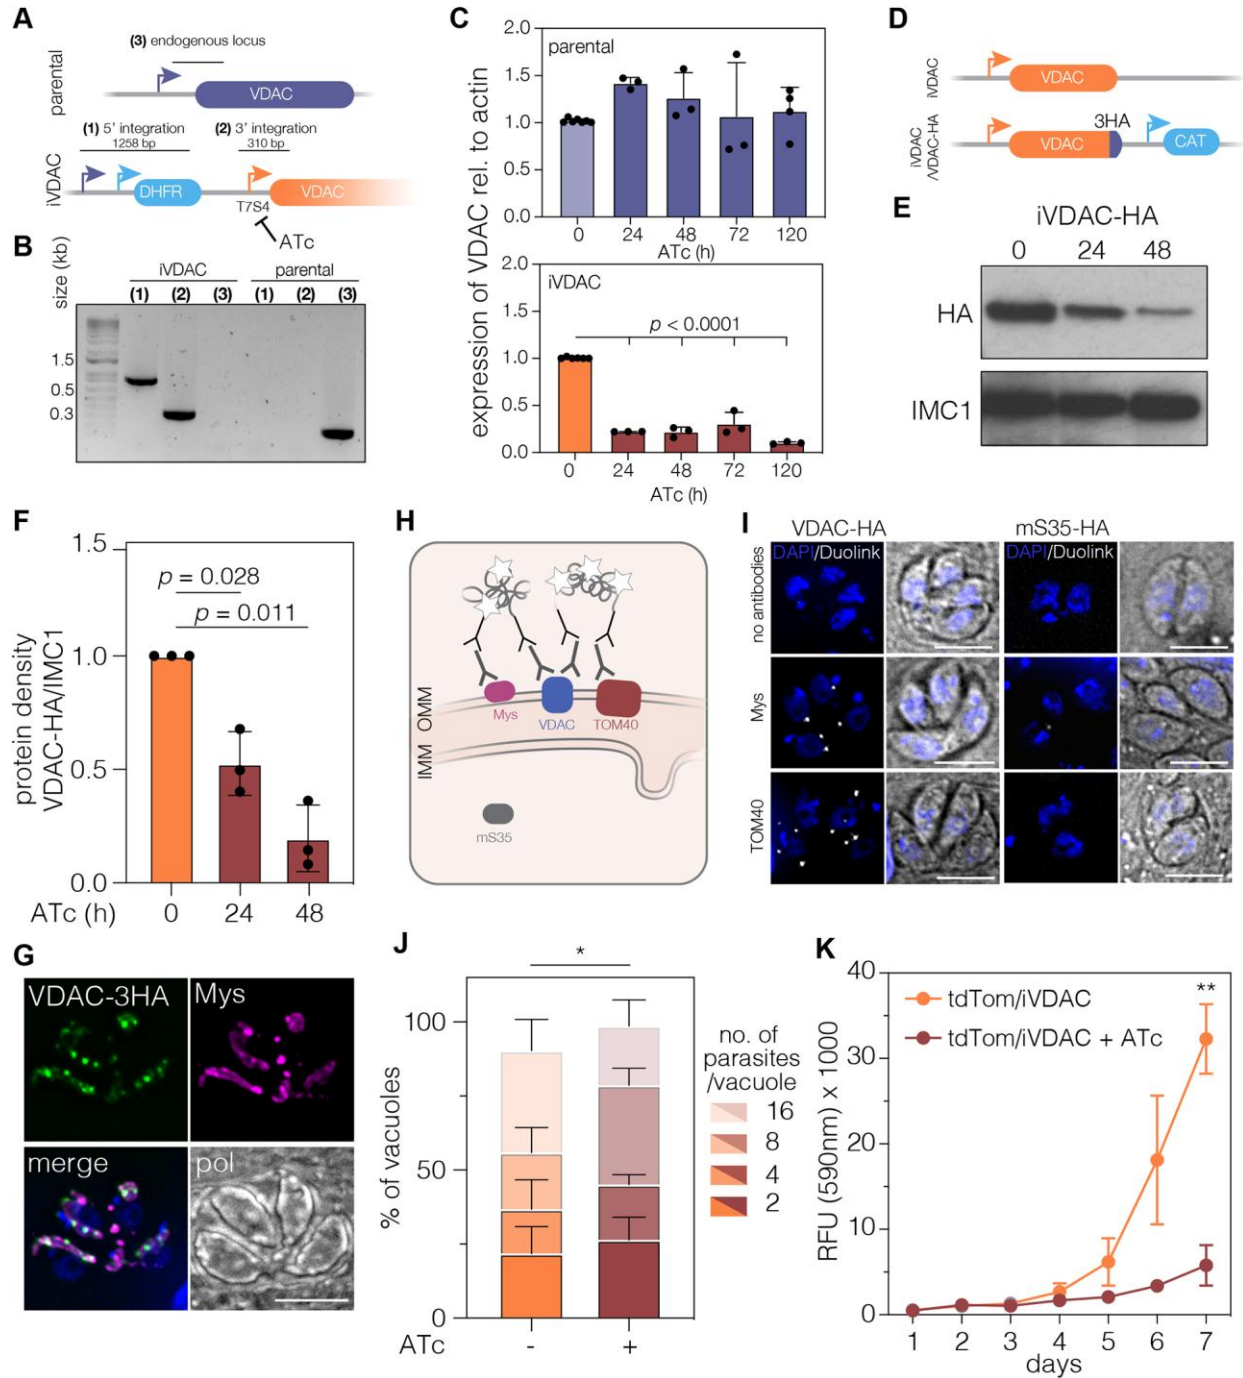 A
(3) endogenous locus
parental
VDAC
(1) 5' integration
1258 bp
(2) 3' integration
310 bp
iVDAC
DHFR
VDAC
T7S4
ATc
B
size (kb)
iVDAC
parental
(1) (2) (3) (1) (2) (3)
1.5
0.5
0.3
C
expression of VDAC rel. to actin
parental
2.0
1.5
1.0
0.5
0.0
0 24 48 72 120
ATc (h)
iVDAC
p < 0.0001
2.0
1.0
0.5
0.0
0 24 48 72 120
ATc (h)
D
iVDAC
VDAC
iVDAC
/VDAC-HA
3HA
VDAC
CAT
E
iVDAC-HA
0 24 48
HA
IMC1
F
protein density
VDAC-HA/IMC1
1.5
1.0
0.5
0.0
p = 0.028
p = 0.011
ATc (h) 0 24 48
G
VDAC-3HA
Mys
merge
pol
H
IMM OMM
Mys
VDAC
TOM40
mS35
I
VDAC-HA mS35-HA
no antibodies
DAPI/Duolink
DAPI/Duolink
Mys
TOM40
J
*
% of vacuoles
100
50
0
ATc - +
no. of
parasites
/vacuole
16
8
4
2
K
RFU (590nm) x 1000
40
30
20
10
0
tdTom/iVDAC
tdTom/iVDAC + ATc
**
1 2 3 4 5 6 7
days